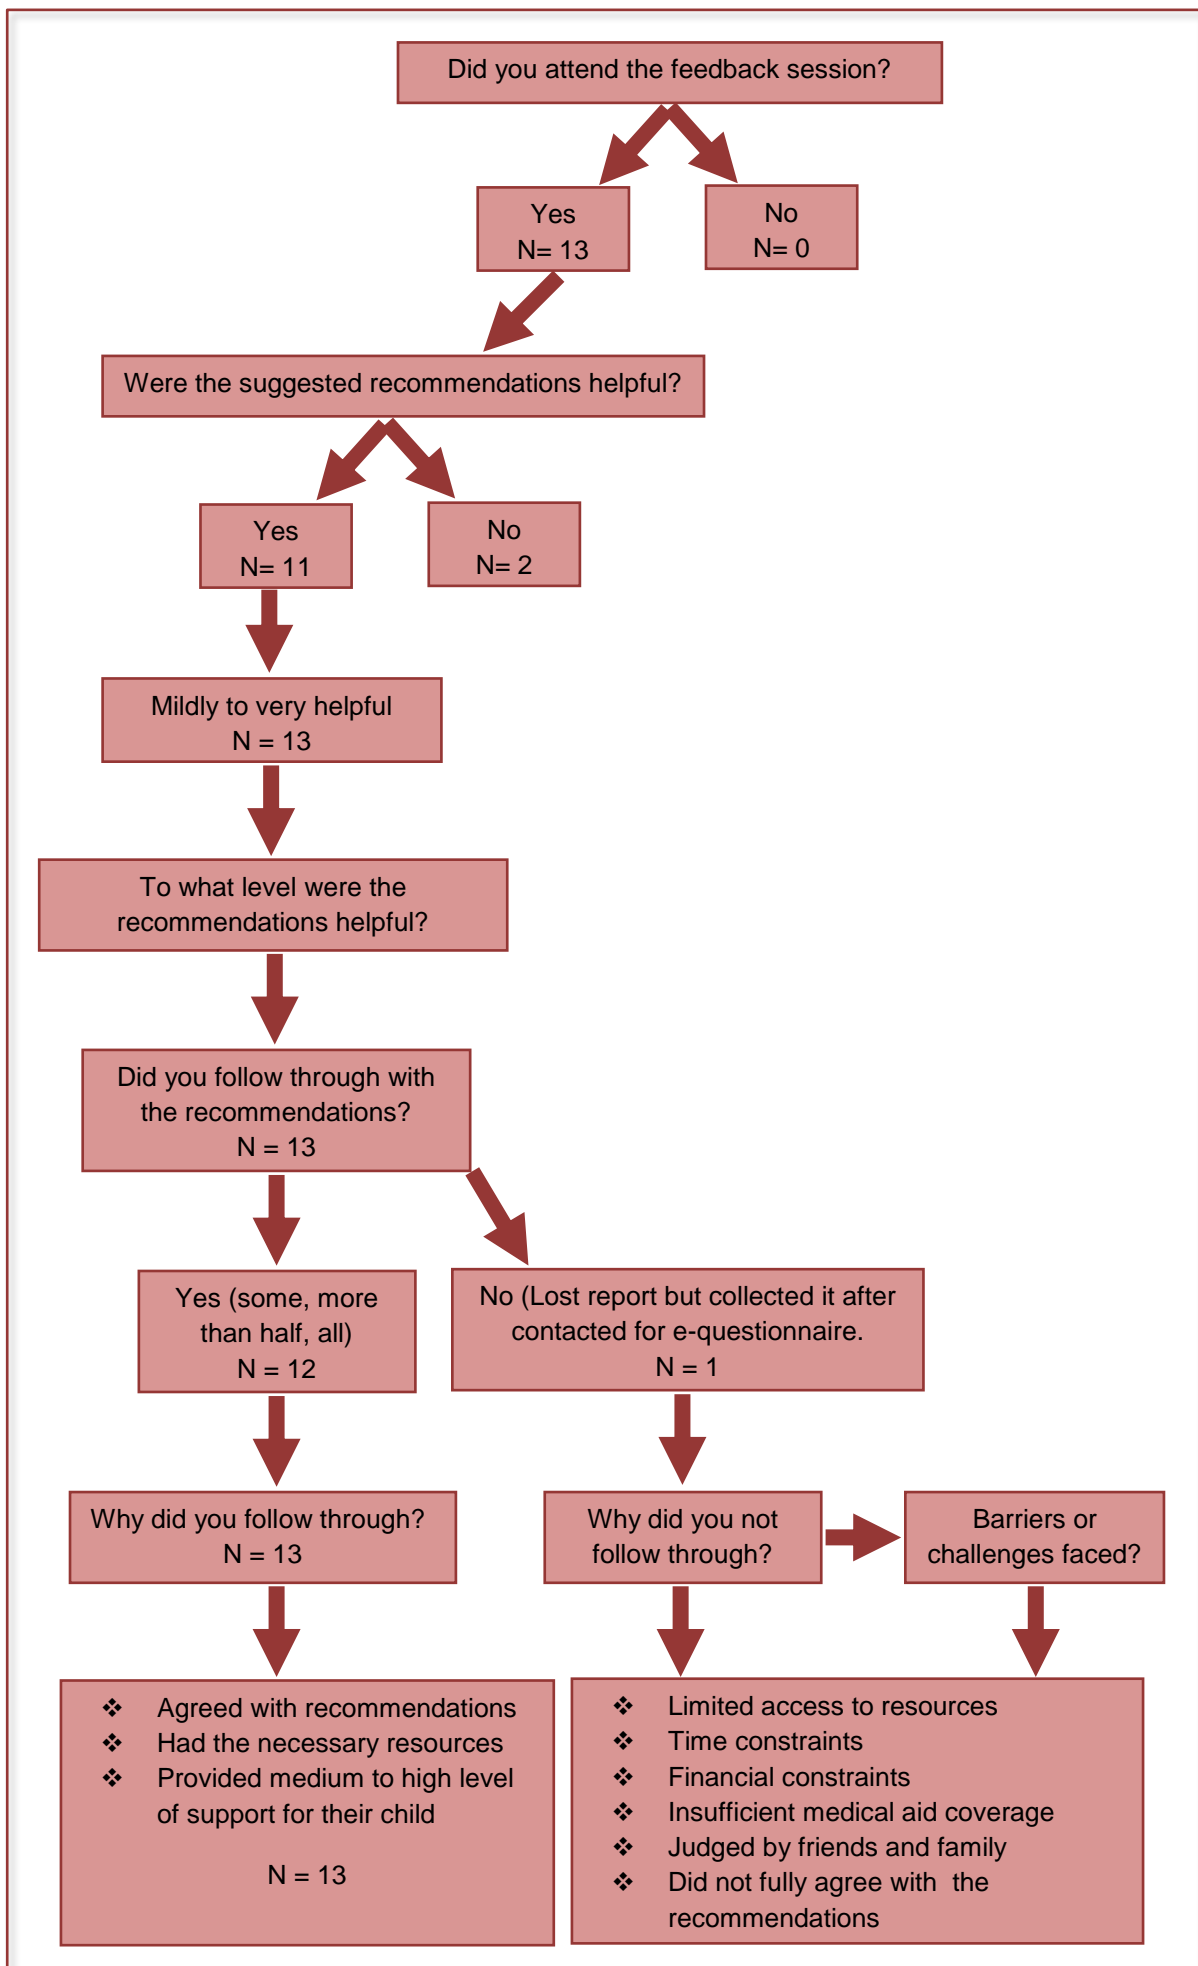 Did you attend the feedback session?
Yes
N= 13
No
N= 0
Were the suggested recommendations helpful?
Yes
N= 11
No
N= 2
Mildly to very helpful
N = 13
To what level were the
recommendations helpful?
Did you follow through with
the recommendations?
N = 13
Yes (some, more
than half, all)
N = 12
No (Lost report but collected it after
contacted for e-questionnaire.
N = 1
Why did you follow through?
N = 13
Why did you not
follow through?
Barriers or
challenges faced?
❖ Agreed with recommendations
❖ Had the necessary resources
❖ Provided medium to high level
of support for their child
N = 13
❖ Limited access to resources
❖ Time constraints
❖ Financial constraints
❖ Insufficient medical aid coverage
❖ Judged by friends and family
❖ Did not fully agree with the
recommendations